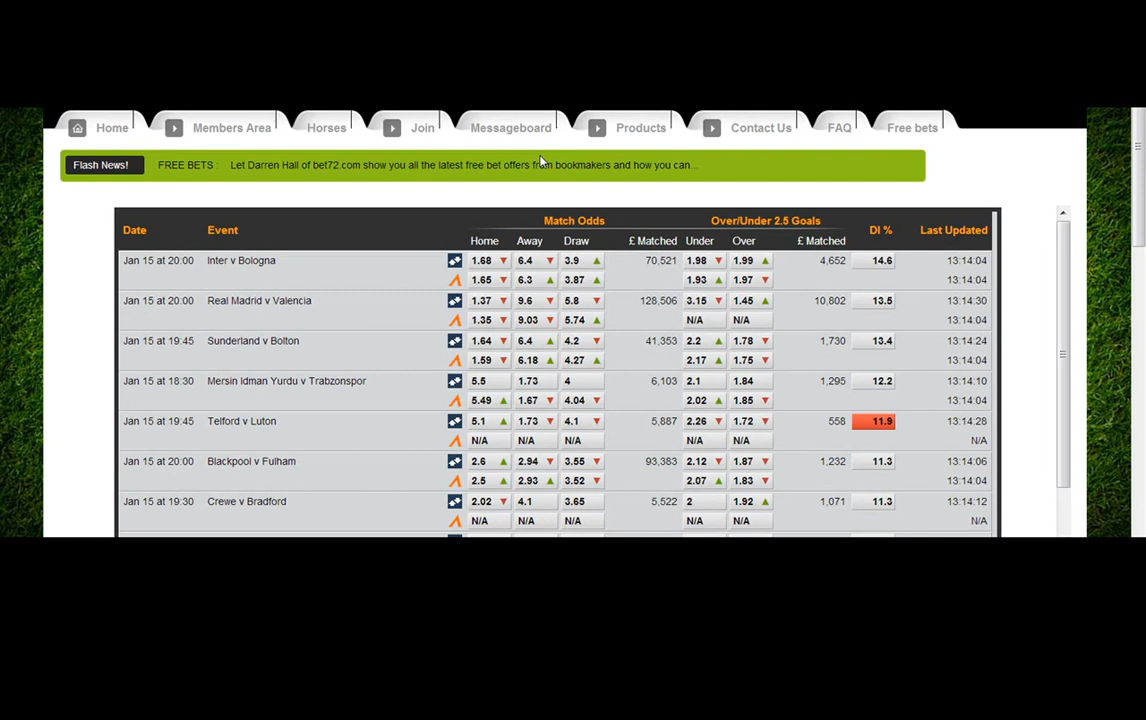 Home Members Area Horses Join Messageboard Products Contact Us FAQ Free bets
Flash News! FREE BETS : Let Darren Hall of bet72.com show you all the latest free bet offers from bookmakers and how you can...
Match Odds Over/Under 2.5 Goals
Date Event DI % Last Updated
Home Away Draw £ Matched Under Over £ Matched
Jan 15 at 20:00 Inter v Bologna 1.68 6.4 3.9 70,521 1.98 1.99 4,652 14.6 13:14:04
1.65 6.3 3.87 1.93 1.97 13:14:04
Jan 15 at 20:00 Real Madrid v Valencia 1.37 9.6 5.8 128,506 3.15 1.45 10,802 13.5 13:14:30
1.35 9.03 5.74 N/A N/A 13:14:04
Jan 15 at 19:45 Sunderland v Bolton 1.64 6.4 4.2 41,353 2.2 1.78 1,730 13.4 13:14:24
1.59 6.18 4.27 2.17 1.75 13:14:04
Jan 15 at 18:30 Mersin Idman Yurdu v Trabzonspor 5.5 1.73 4 6,103 2.1 1.84 1,295 12.2 13:14:10
5.49 1.67 4.04 2.02 1.85 13:14:04
Jan 15 at 19:45 Telford v Luton 5.1 1.73 4.1 5,887 2.26 1.72 558 11.9 13:14:28
N/A N/A N/A N/A N/A N/A
Jan 15 at 20:00 Blackpool v Fulham 2.6 2.94 3.55 93,383 2.12 1.87 1,232 11.3 13:14:06
2.5 2.93 3.52 2.07 1.83 13:14:04
Jan 15 at 19:30 Crewe v Bradford 2.02 4.1 3.65 5,522 2 1.92 1,071 11.3 13:14:12
N/A N/A N/A N/A N/A N/A